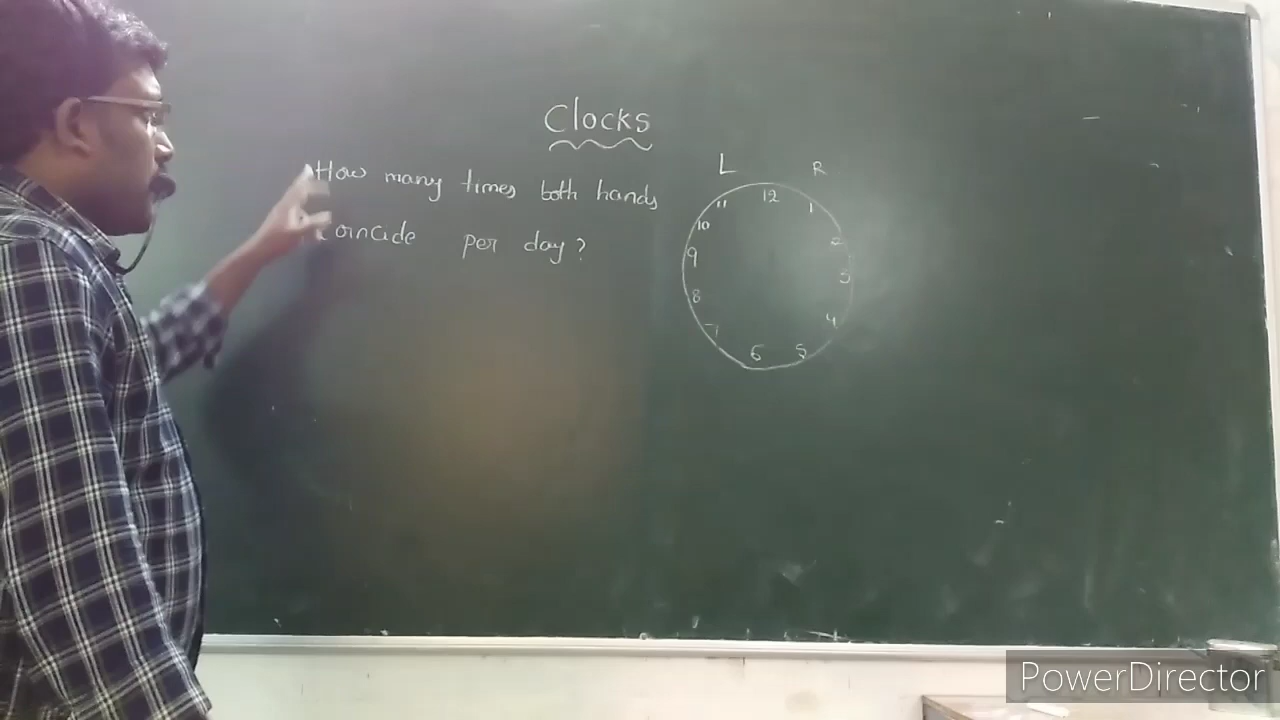 Clocks
How many times both hands
Coincide per day?
L R
12
11 1
10 2
9 3
8 4
7 5
6
PowerDirector